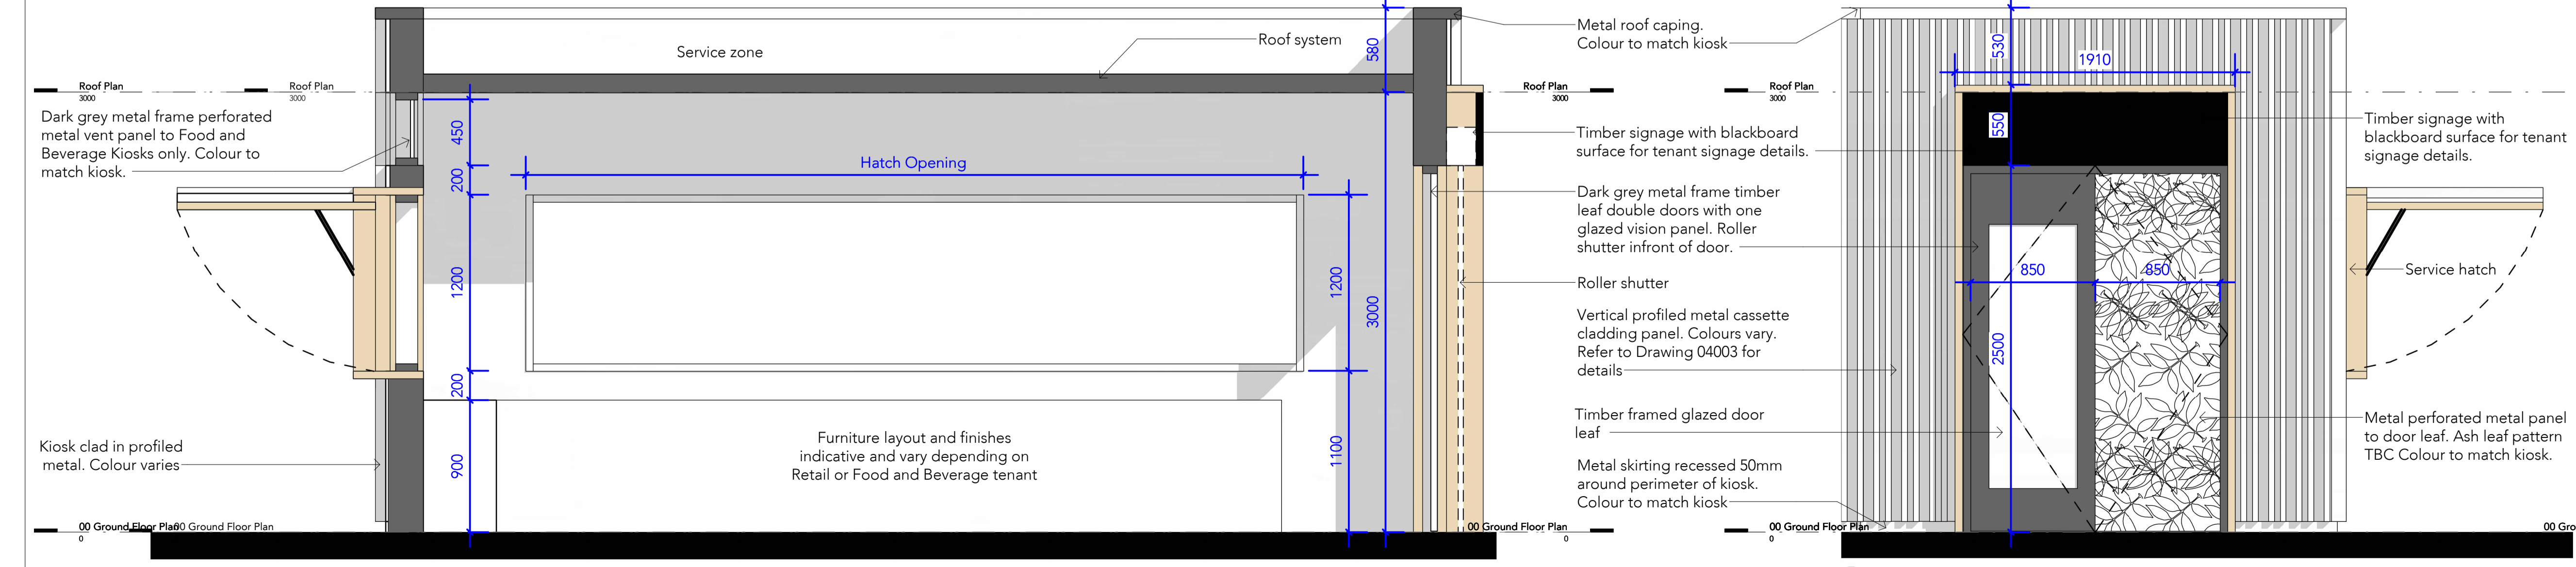 Service zone
Roof system
580
Metal roof caping.
Colour to match kiosk
530
1910
Roof Plan
3000
Roof Plan
3000
Roof Plan
3000
Roof Plan
3000
Dark grey metal frame perforated
metal vent panel to Food and
Beverage Kiosks only. Colour to
match kiosk.
450
200
Hatch Opening
1200
200
900
1200
1100
3000
Kiosk clad in profiled
metal. Colour varies
Furniture layout and finishes
indicative and vary depending on
Retail or Food and Beverage tenant
Timber signage with blackboard
surface for tenant signage details.
Dark grey metal frame timber
leaf double doors with one
glazed vision panel. Roller
shutter infront of door.
Roller shutter
Vertical profiled metal cassette
cladding panel. Colours vary.
Refer to Drawing 04003 for
details
Timber framed glazed door
leaf
Metal skirting recessed 50mm
around perimeter of kiosk.
Colour to match kiosk
550
850
850
2500
Timber signage with
blackboard surface for tenant
signage details.
Service hatch
Metal perforated metal panel
to door leaf. Ash leaf pattern
TBC Colour to match kiosk.
00 Ground Floor Plan
0
00 Ground Floor Plan
00 Ground Floor Plan
0
00 Ground Floor Plan
0
00 Gro